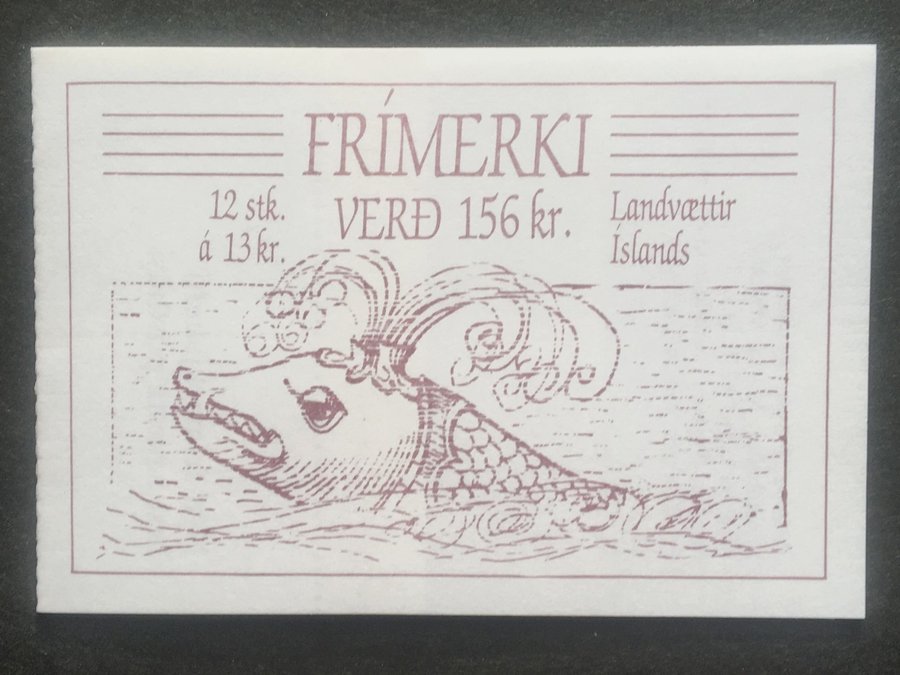 FRÍMERKI
12 stk.
á 13 kr.
VERÐ 156 kr.
Landvættir
Íslands